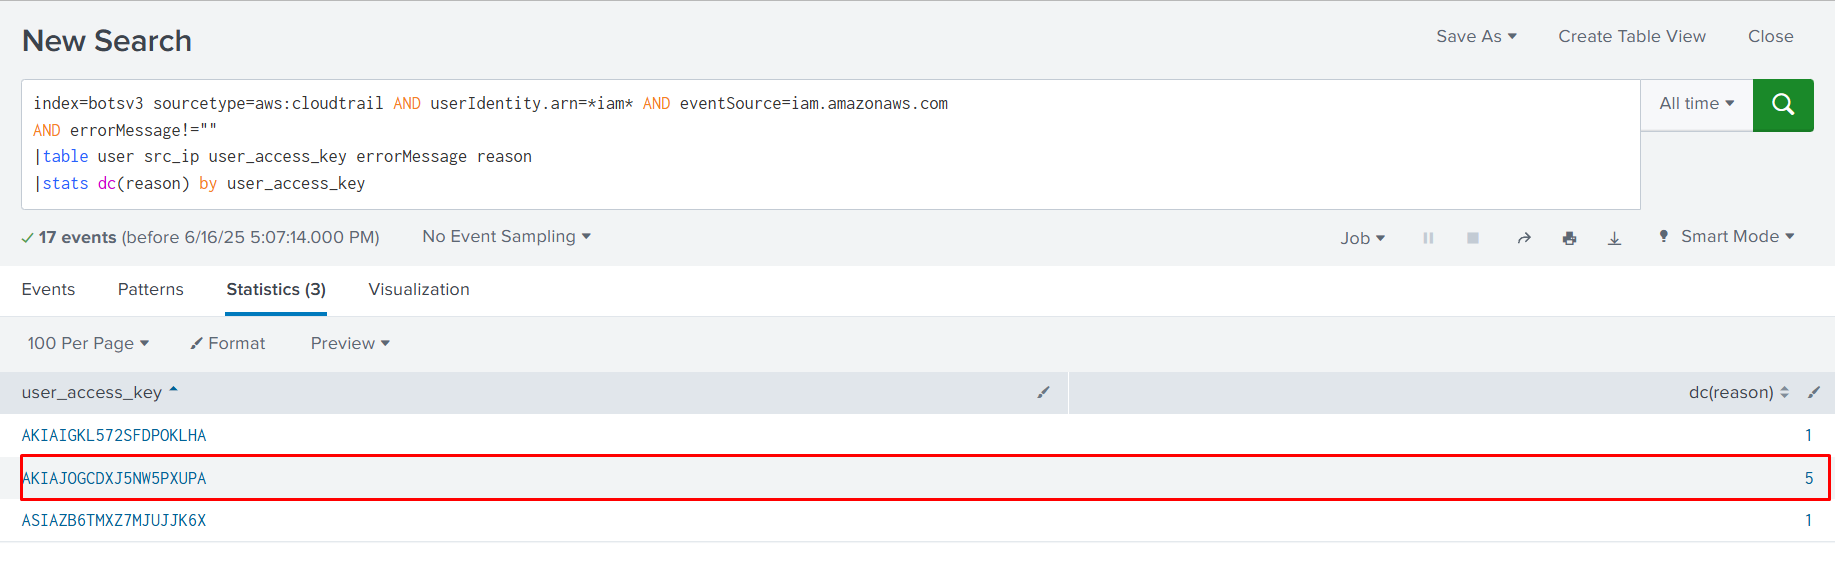 New Search
Save As
Create Table View
Close
index=botsv3 sourcetype=aws:cloudtrail AND userIdentity.arn=*iam* AND eventSource=iam.amazonaws.com
AND errorMessage!=""
|table user src_ip user_access_key errorMessage reason
|stats dc(reason) by user_access_key
All time
17 events (before 6/16/25 5:07:14.000 PM)
No Event Sampling
Job
Smart Mode
Events
Patterns
Statistics (3)
Visualization
100 Per Page
Format
Preview
user_access_key
dc(reason)
AKIAIGKL572SFDPOKLHA
1
AKIAJOGCDXJ5NW5PXUPA
5
ASIAZB6TMXZ7MJUJJK6X
1